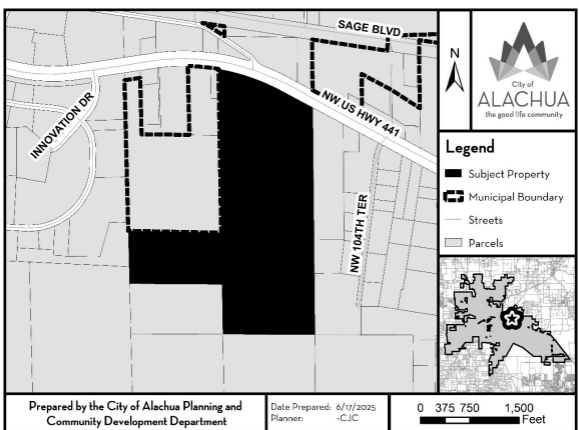 SAGE BLVD
NW US HWY 441
INNOVATION DR
NW 104TH TER
N
City of
ALACHUA
the good life community
Legend
Subject Property
Municipal Boundary
Streets
Parcels
Prepared by the City of Alachua Planning and
Community Development Department
Date Prepared: 6/17/2025
Planner: -CJC
0 375 750 1,500
Feet